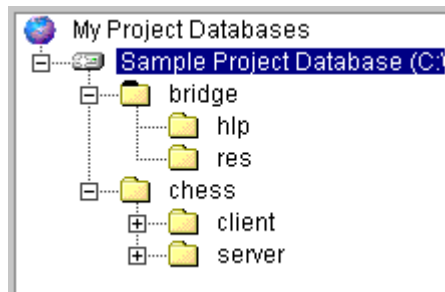 My Project Databases
Sample Project Database (C:\
bridge
hlp
res
chess
client
server